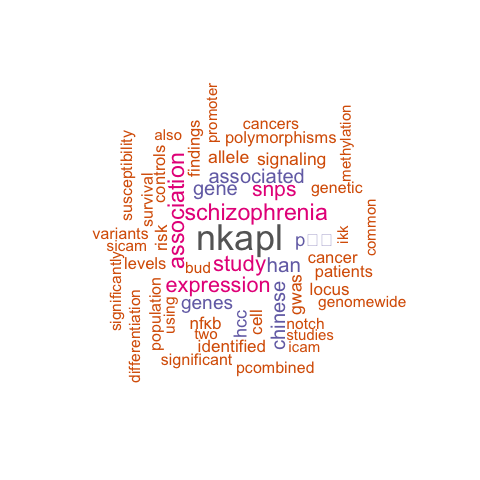 promoter
cancers
also
findings
polymorphisms
methylation
susceptibility
controls
association
allele
signaling
associated
survival
gene
snps
genetic
schizophrenia
common
variants
risk
nkapl
p
ikk
sicam
significantly
levels
bud
study
han
cancer
patients
expression
gwas
locus
differentiation
population
using
genes
chinese
genomewide
nfκb
hcc
cell
notch
two
studies
identified
icam
significant
pcombined